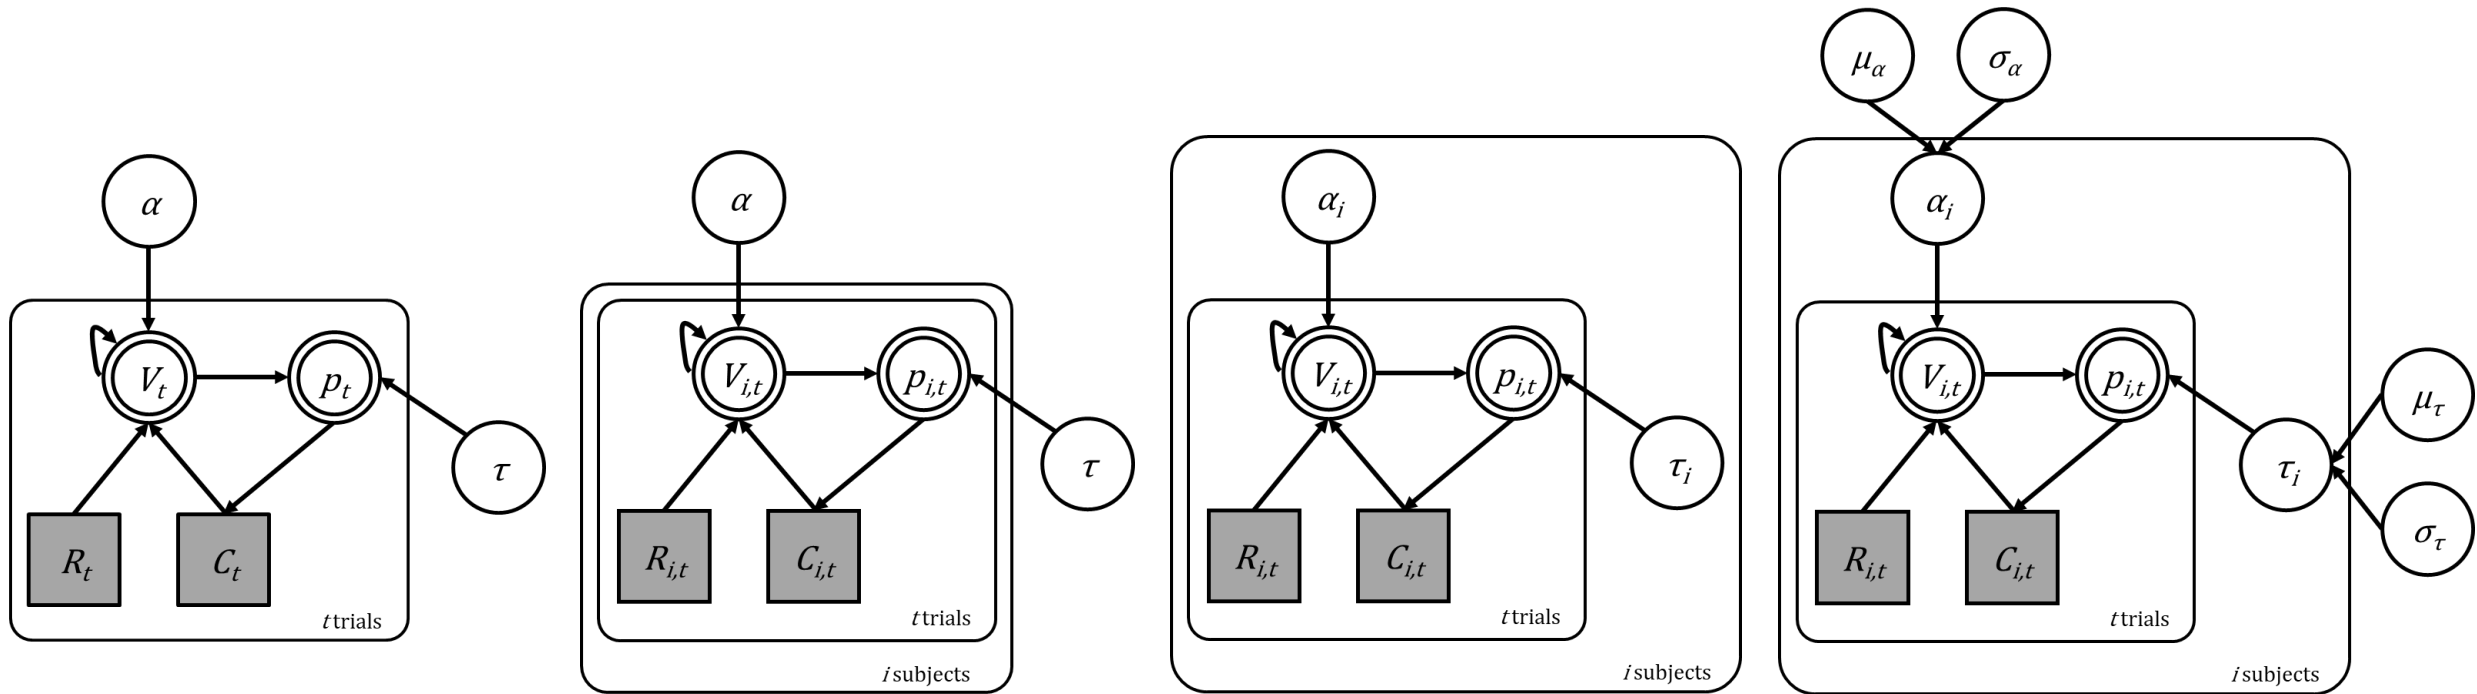 α
V_t
p_t
τ
R_t
C_t
t trials
α
V_{i,t}
p_{i,t}
τ
R_{i,t}
C_{i,t}
t trials
i subjects
α_i
V_{i,t}
p_{i,t}
τ_i
R_{i,t}
C_{i,t}
t trials
i subjects
μ_α
σ_α
α_i
V_{i,t}
p_{i,t}
μ_τ
τ_i
σ_τ
R_{i,t}
C_{i,t}
t trials
i subjects